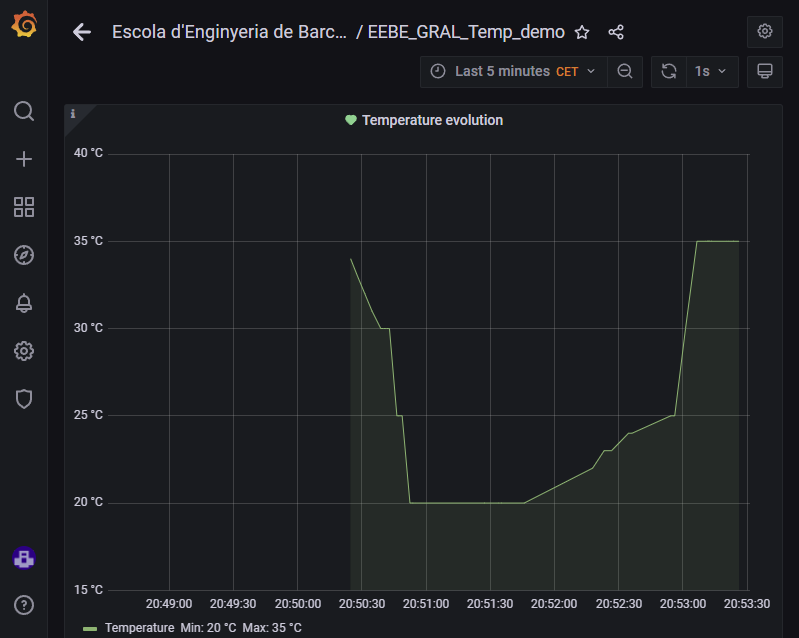 Escola d'Enginyeria de Barc... / EEBE_GRAL_Temp_demo
Last 5 minutes CET 1s
i
Temperature evolution
40 °C
35 °C
30 °C
25 °C
20 °C
15 °C
20:49:00 20:49:30 20:50:00 20:50:30 20:51:00 20:51:30 20:52:00 20:52:30 20:53:00 20:53:30
Temperature Min: 20 °C Max: 35 °C